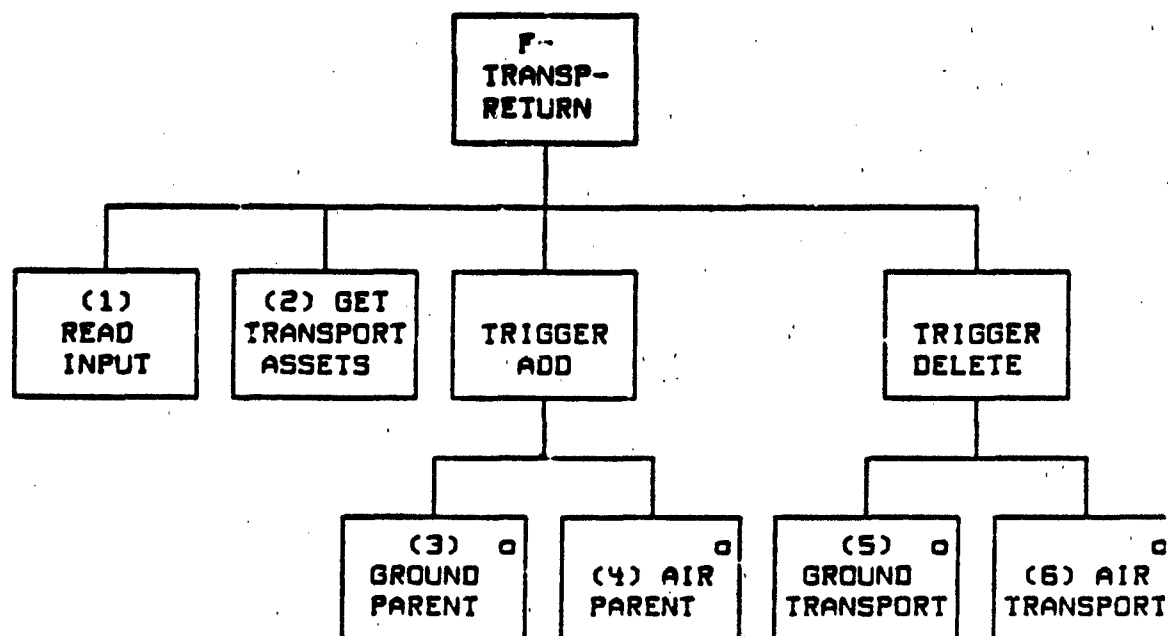 F-
TRANSP-
RETURN
(1)
READ
INPUT
(2) GET
TRANSPORT
ASSETS
TRIGGER
ADD
TRIGGER
DELETE
(3)
GROUND
PARENT
(4) AIR
PARENT
(5)
GROUND
TRANSPORT
(6) AIR
TRANSPORT